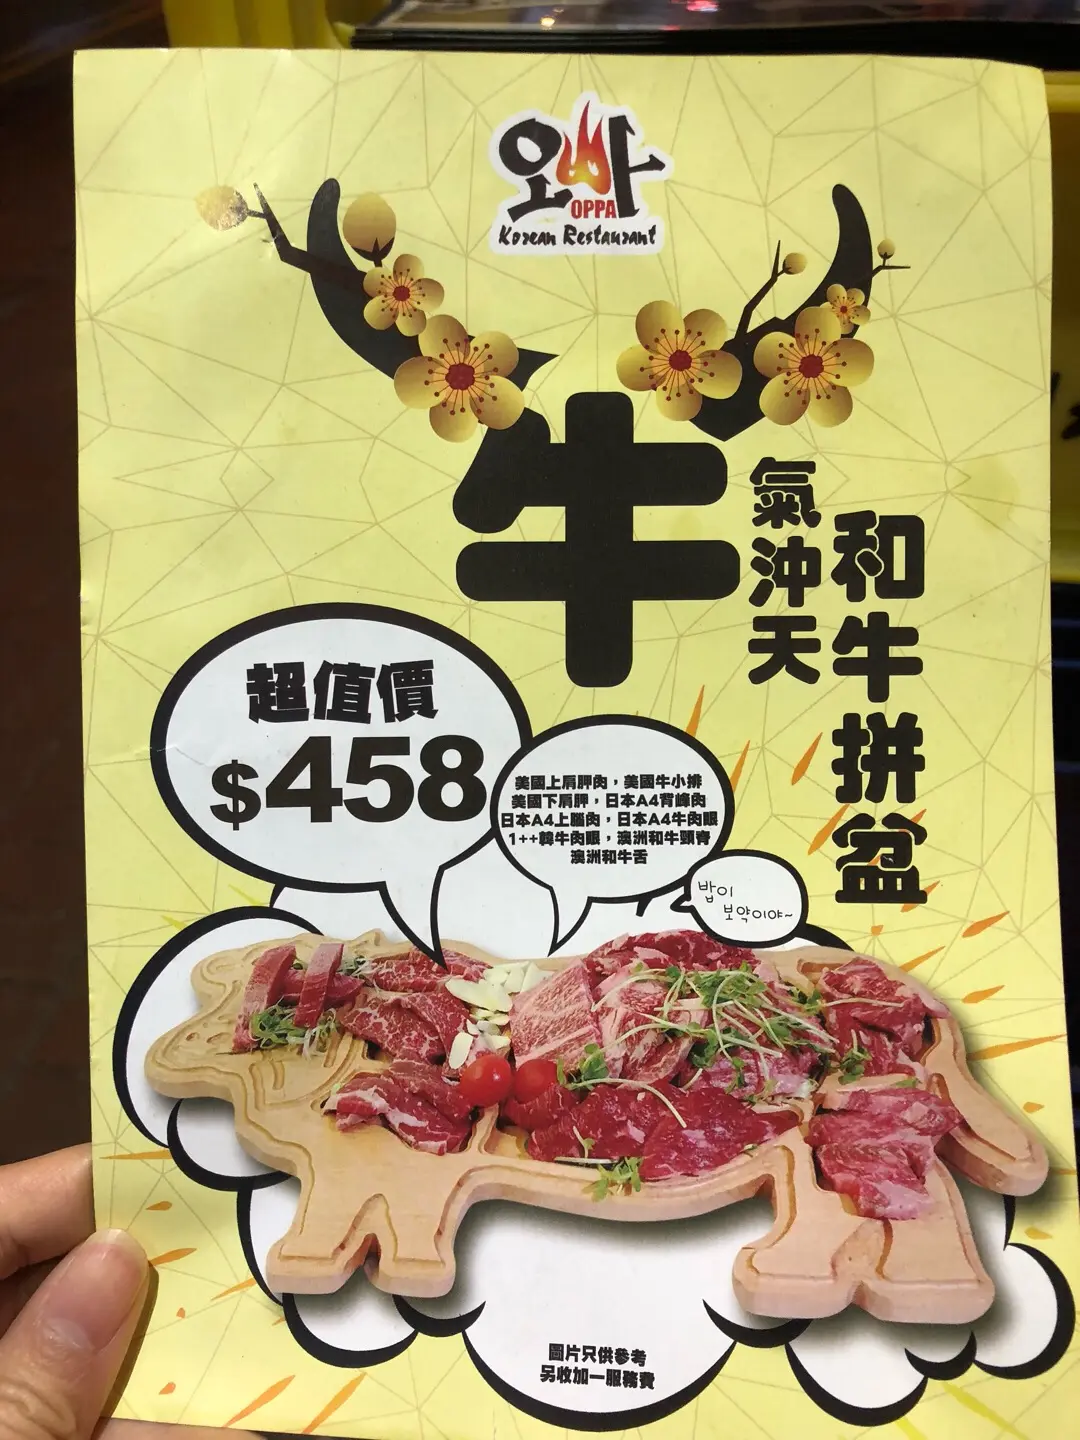 오빠
OPPA
Korean Restaurant
牛
氣沖天
和牛拼盆
超值價
$458
美國上肩胛肉，美國牛小排
美國下肩胛，日本A4背峰肉
日本A4上腦肉，日本A4牛肉眼
1++韓牛肉眼，澳洲和牛頸脊
澳洲和牛舌
밥이
보약이야~
圖片只供參考
另收加一服務費